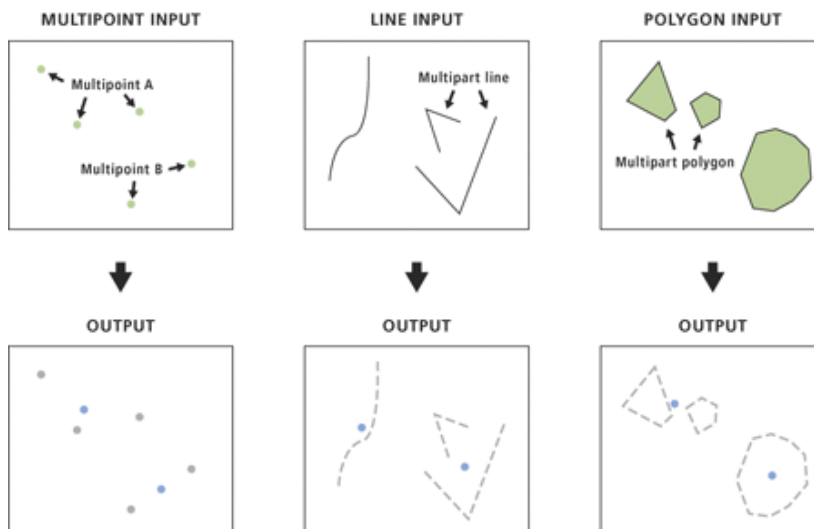 MULTIPOINT INPUT
LINE INPUT
POLYGON INPUT
Multipoint A
Multipoint B
Multipart line
Multipart polygon
OUTPUT
OUTPUT
OUTPUT